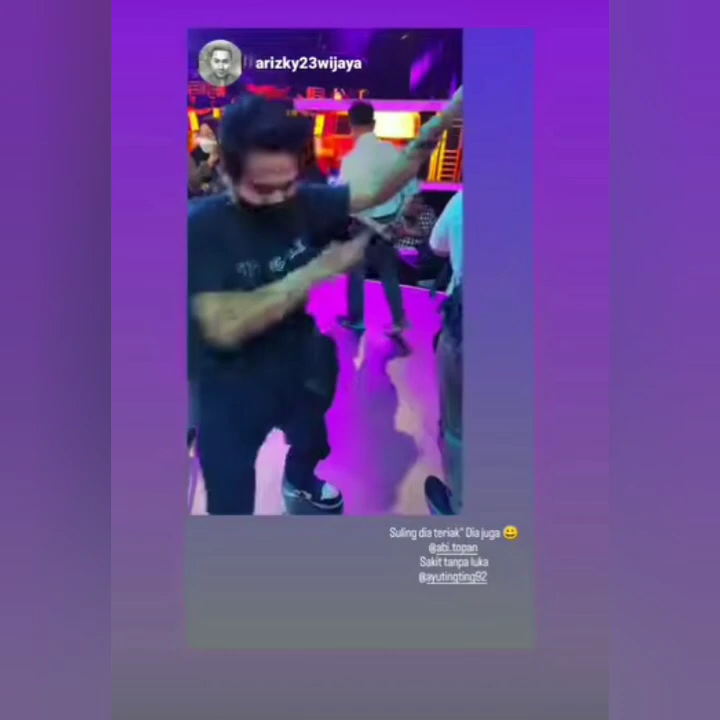 arizky23wijaya
Suling dia teriak" Dia juga 😀
@abi.topan
Sakit tanpa luka
@ayutingting92